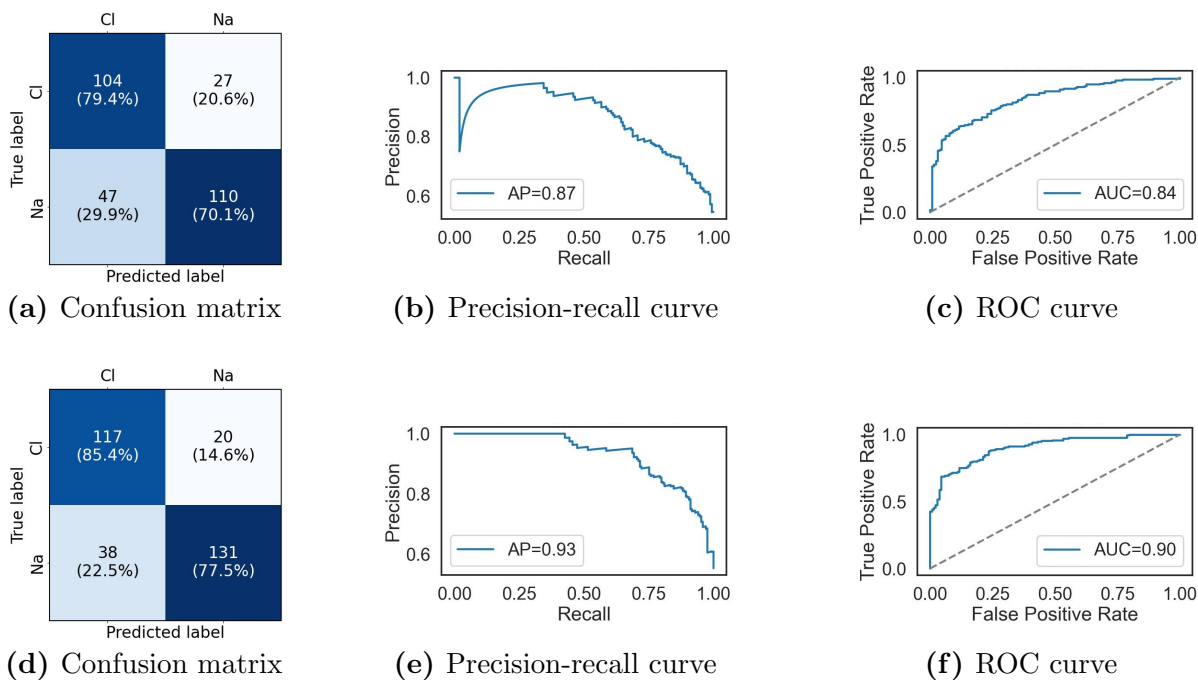 Cl Na
True label
Cl
Na
104
(79.4%)
27
(20.6%)
47
(29.9%)
110
(70.1%)
Predicted label
(a) Confusion matrix
Precision
1.0
0.8
0.6
AP=0.87
0.00 0.25 0.50 0.75 1.00
Recall
(b) Precision-recall curve
True Positive Rate
1.0
0.5
0.0
AUC=0.84
0.00 0.25 0.50 0.75 1.00
False Positive Rate
(c) ROC curve
Cl Na
True label
Cl
Na
117
(85.4%)
20
(14.6%)
38
(22.5%)
131
(77.5%)
Predicted label
(d) Confusion matrix
Precision
1.0
0.8
0.6
AP=0.93
0.00 0.25 0.50 0.75 1.00
Recall
(e) Precision-recall curve
True Positive Rate
1.0
0.5
0.0
AUC=0.90
0.00 0.25 0.50 0.75 1.00
False Positive Rate
(f) ROC curve